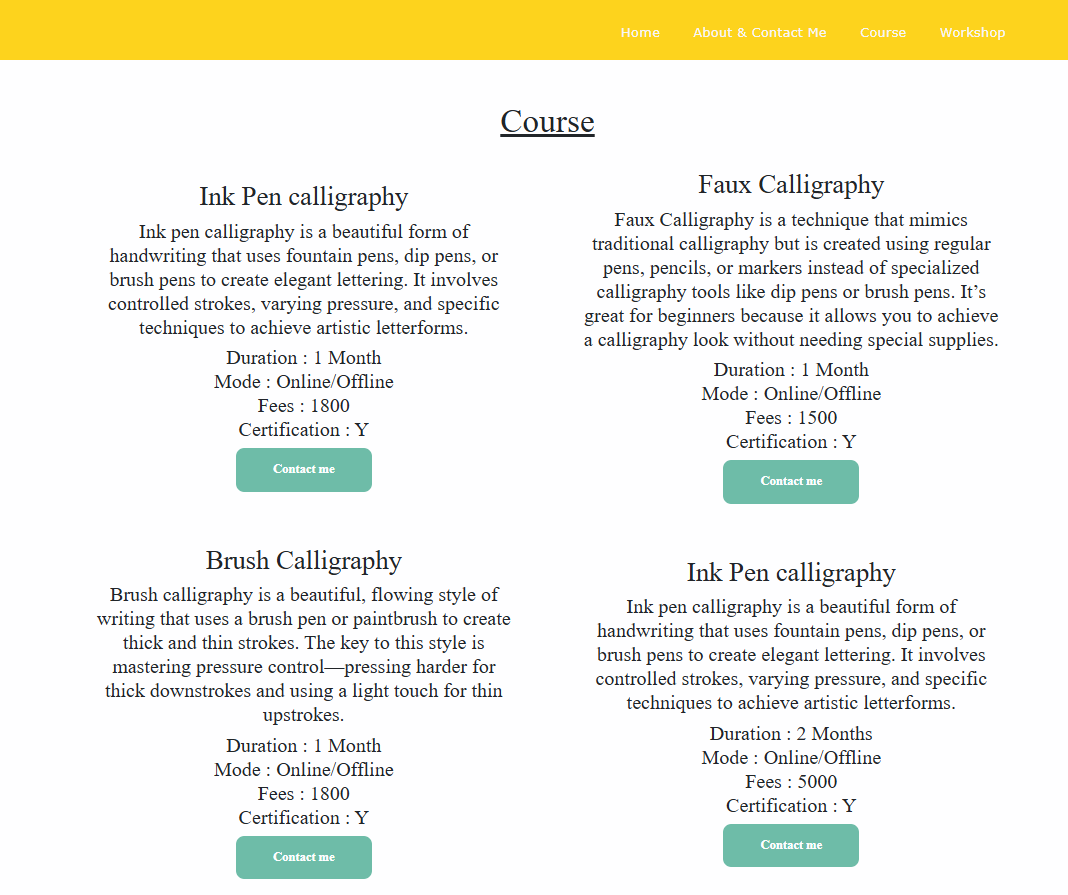 Home About & Contact Me Course Workshop
Course
Ink Pen calligraphy
Ink pen calligraphy is a beautiful form of
handwriting that uses fountain pens, dip pens, or
brush pens to create elegant lettering. It involves
controlled strokes, varying pressure, and specific
techniques to achieve artistic letterforms.
Duration : 1 Month
Mode : Online/Offline
Fees : 1800
Certification : Y
Contact me
Faux Calligraphy
Faux Calligraphy is a technique that mimics
traditional calligraphy but is created using regular
pens, pencils, or markers instead of specialized
calligraphy tools like dip pens or brush pens. It’s
great for beginners because it allows you to achieve
a calligraphy look without needing special supplies.
Duration : 1 Month
Mode : Online/Offline
Fees : 1500
Certification : Y
Contact me
Brush Calligraphy
Brush calligraphy is a beautiful, flowing style of
writing that uses a brush pen or paintbrush to create
thick and thin strokes. The key to this style is
mastering pressure control—pressing harder for
thick downstrokes and using a light touch for thin
upstrokes.
Duration : 1 Month
Mode : Online/Offline
Fees : 1800
Certification : Y
Contact me
Ink Pen calligraphy
Ink pen calligraphy is a beautiful form of
handwriting that uses fountain pens, dip pens, or
brush pens to create elegant lettering. It involves
controlled strokes, varying pressure, and specific
techniques to achieve artistic letterforms.
Duration : 2 Months
Mode : Online/Offline
Fees : 5000
Certification : Y
Contact me